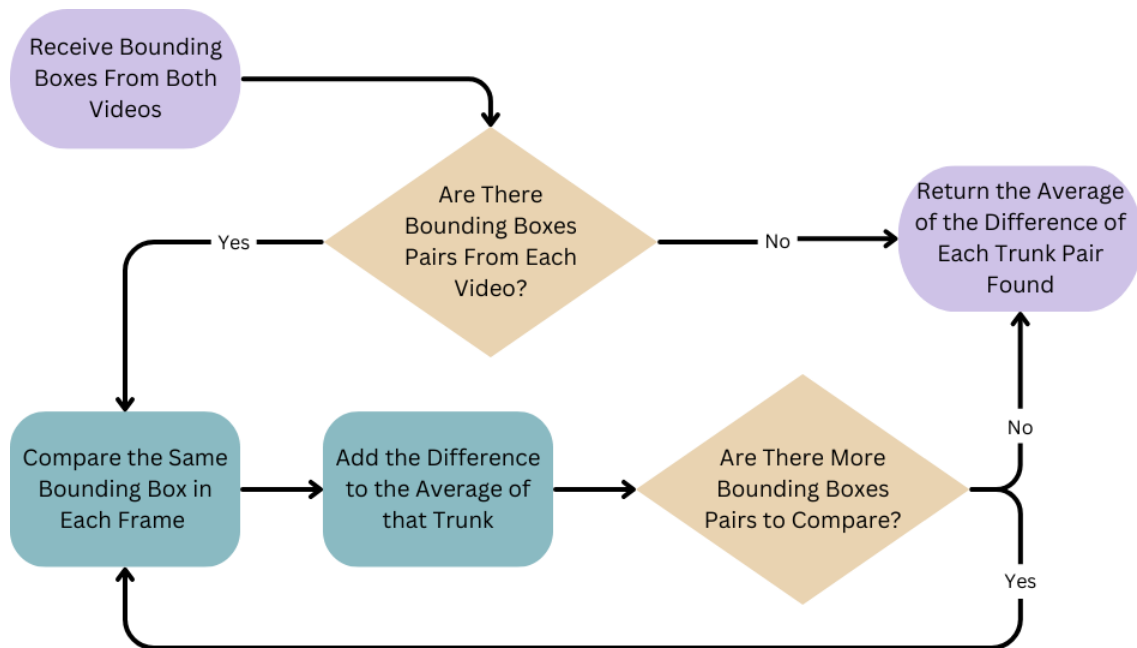 Receive Bounding
Boxes From Both
Videos
Are There
Bounding Boxes
Pairs From Each
Video?
Yes
No
Return the Average
of the Difference of
Each Trunk Pair
Found
Compare the Same
Bounding Box in
Each Frame
Add the Difference
to the Average of
that Trunk
Are There More
Bounding Boxes
Pairs to Compare?
No
Yes